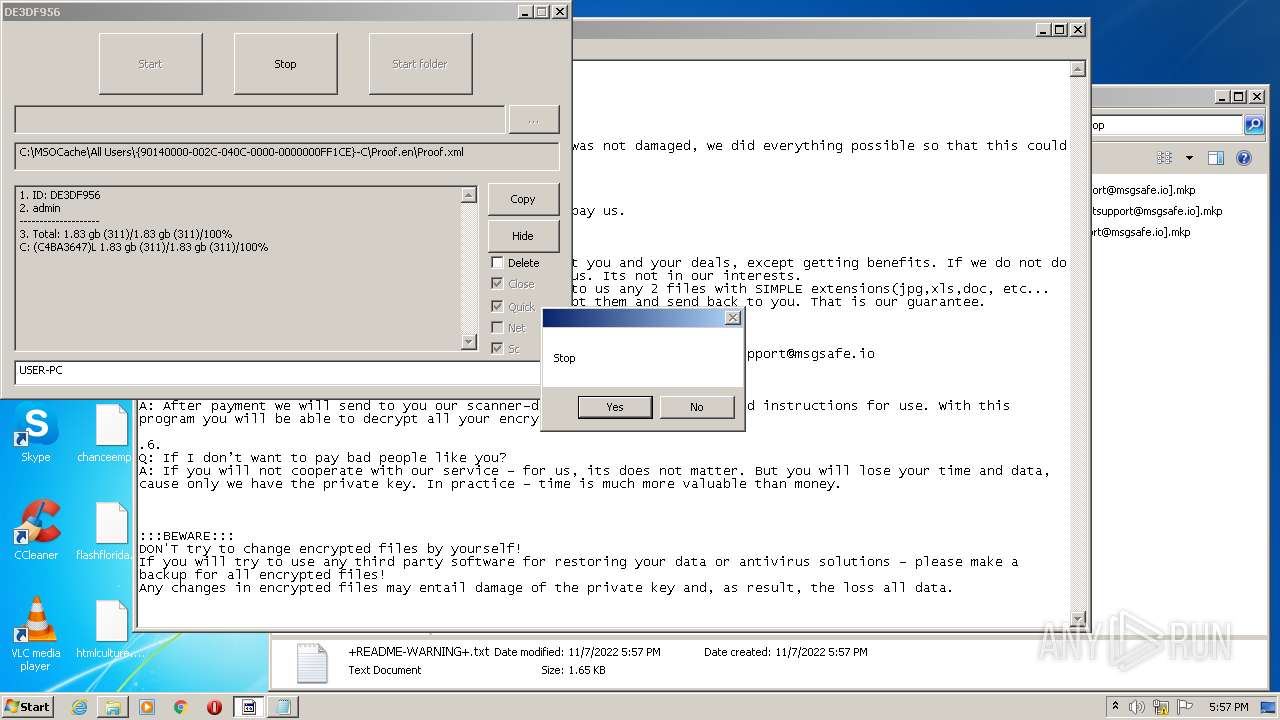 DE3DF956
Start
Stop
Start folder
...
C:\MSOCache\All Users\{90140000-002C-040C-0000-0000000FF1CE}-C\Proof.en\Proof.xml
1. ID: DE3DF956
2. admin
--------------------
3. Total: 1.83 gb (311)/1.83 gb (311)/100%
C: (C4BA3647)L 1.83 gb (311)/1.83 gb (311)/100%
Copy
Hide
Delete
Close
Quick
Net
Sc
USER-PC
was not damaged, we did everything possible so that this could
pay us.
t you and your deals, except getting benefits. If we do not do
us. Its not in our interests.
to us any 2 files with SIMPLE extensions(jpg,xls,doc, etc...
pt them and send back to you. That is our guarantee.
pport@msgsafe.io
Stop
Yes
No
A: After payment we will send to you our scanner-d
d instructions for use. With this
program you will be able to decrypt all your encry
.6.
Q: If I don’t want to pay bad people like you?
A: If you will not cooperate with our service - for us, its does not matter. But you will lose your time and data,
cause only we have the private key. In practice - time is much more valuable than money.
:::BEWARE:::
DON'T try to change encrypted files by yourself!
If you will try to use any third party software for restoring your data or antivirus solutions - please make a
backup for all encrypted files!
Any changes in encrypted files may entail damage of the private key and, as result, the loss all data.
op
ort@msgsafe.io].mkp
tsupport@msgsafe.io].mkp
rt@msgsafe.io].mkp
Skype
chanceemp
CCleaner
flashflorida.
VLC media
player
htmlculture...
+README-WARNING+.txt
Date modified: 11/7/2022 5:57 PM
Date created: 11/7/2022 5:57 PM
Text Document
Size: 1.65 KB
ANY RUN
Start
5:57 PM